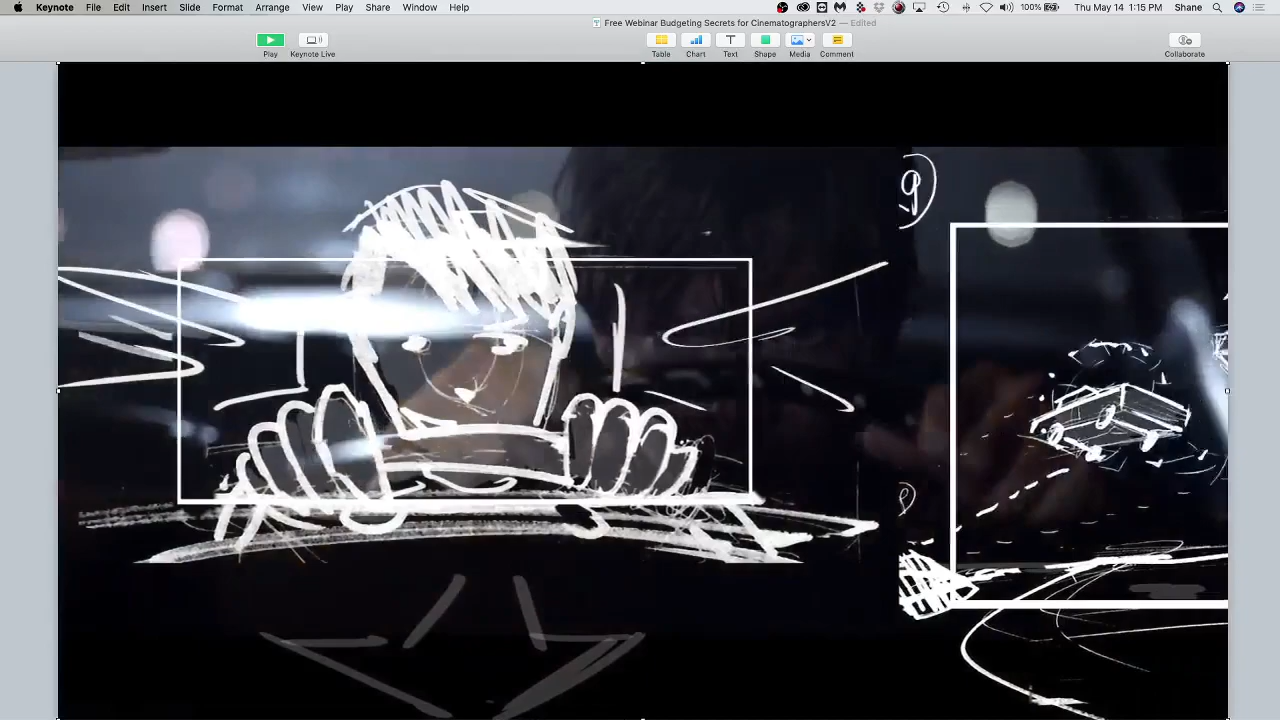 Keynote File Edit Insert Slide Format Arrange View Play Share Window Help 100% Thu May 14 1:15 PM Shane
Free Webinar Budgeting Secrets for CinematographersV2 — Edited
Play Keynote Live Table Chart Text Shape Media Comment Collaborate
9